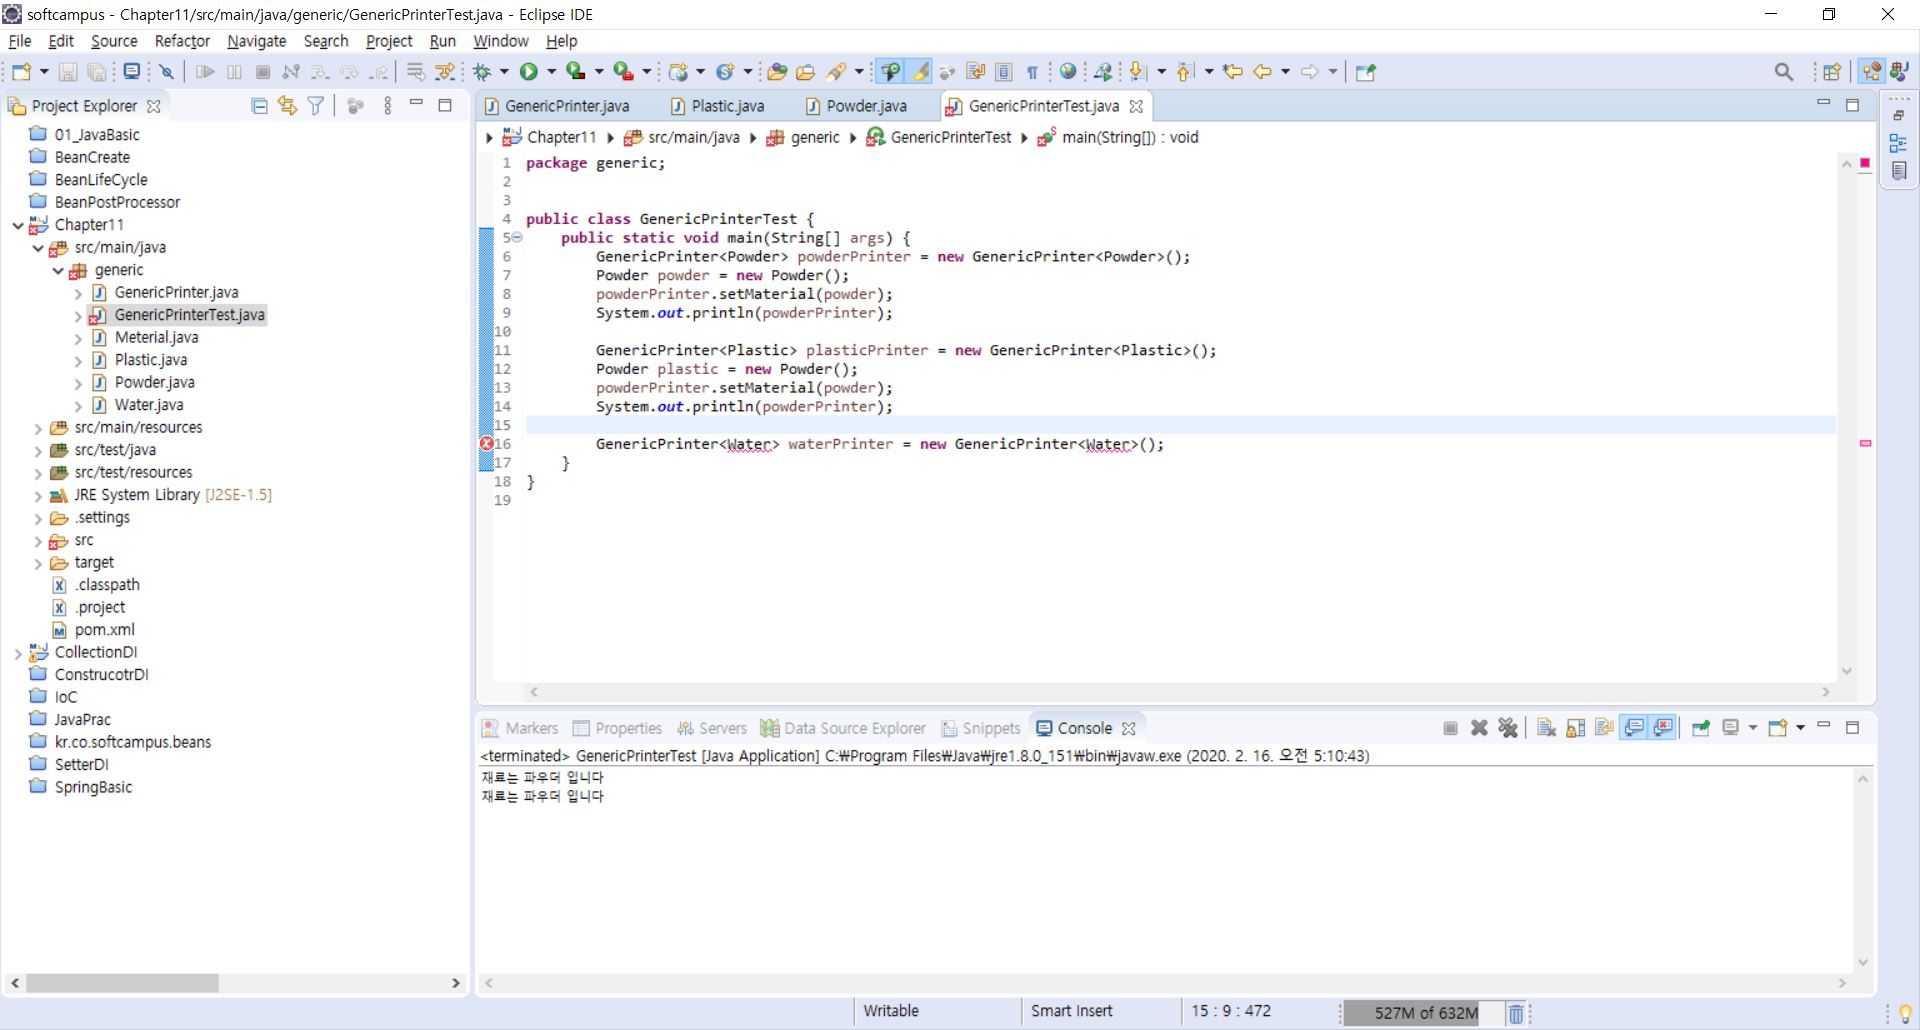 softcampus - Chapter11/src/main/java/generic/GenericPrinterTest.java - Eclipse IDE
File Edit Source Refactor Navigate Search Project Run Window Help
Project Explorer
01_JavaBasic
BeanCreate
BeanLifeCycle
BeanPostProcessor
Chapter11
src/main/java
generic
GenericPrinter.java
GenericPrinterTest.java
Meterial.java
Plastic.java
Powder.java
Water.java
src/main/resources
src/test/java
src/test/resources
JRE System Library [J2SE-1.5]
.settings
src
target
.classpath
.project
pom.xml
CollectionDI
ConstrucotrDI
IoC
JavaPrac
kr.co.softcampus.beans
SetterDI
SpringBasic
GenericPrinter.java Plastic.java Powder.java GenericPrinterTest.java
Chapter11 src/main/java generic GenericPrinterTest main(String[]) : void
1 package generic;
2
3
4 public class GenericPrinterTest {
5 public static void main(String[] args) {
6 GenericPrinter<Powder> powderPrinter = new GenericPrinter<Powder>();
7 Powder powder = new Powder();
8 powderPrinter.setMaterial(powder);
9 System.out.println(powderPrinter);
10
11 GenericPrinter<Plastic> plasticPrinter = new GenericPrinter<Plastic>();
12 Powder plastic = new Powder();
13 powderPrinter.setMaterial(powder);
14 System.out.println(powderPrinter);
15
16 GenericPrinter<Water> waterPrinter = new GenericPrinter<Water>();
17 }
18 }
19
Markers Properties Servers Data Source Explorer Snippets Console
<terminated> GenericPrinterTest [Java Application] C:₩Program Files₩Java₩jre1.8.0_151₩bin₩javaw.exe (2020. 2. 16. 오전 5:10:43)
재료는 파우더 입니다
재료는 파우더 입니다
Writable Smart Insert 15 : 9 : 472 527M of 632M